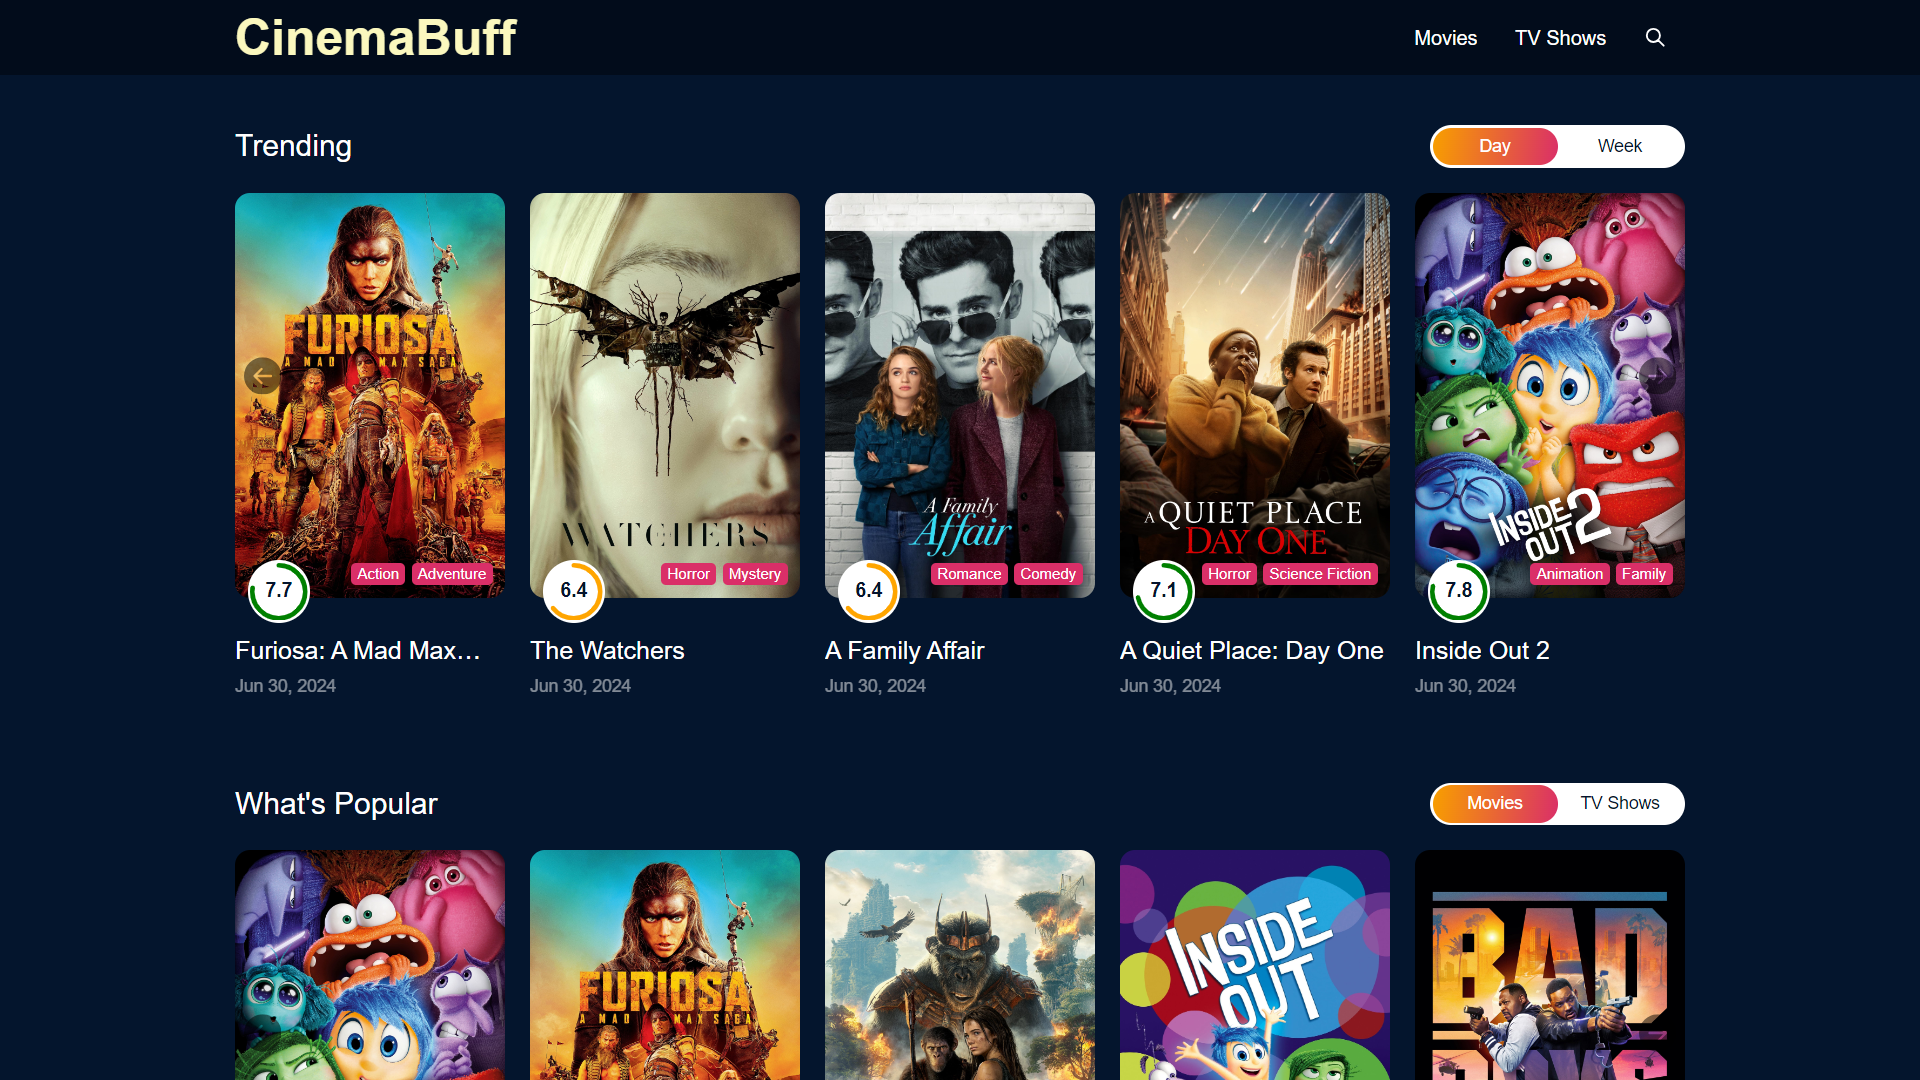 CinemaBuff
Movies
TV Shows
Trending
Day
Week
FURIOSA
A MAD MAX SAGA
WATCHERS
A Family
Affair
A QUIET PLACE
DAY ONE
INSIDE
OUT 2
7.7
Action
Adventure
6.4
Horror
Mystery
6.4
Romance
Comedy
7.1
Horror
Science Fiction
7.8
Animation
Family
Furiosa: A Mad Max...
The Watchers
A Family Affair
A Quiet Place: Day One
Inside Out 2
Jun 30, 2024
Jun 30, 2024
Jun 30, 2024
Jun 30, 2024
Jun 30, 2024
What's Popular
Movies
TV Shows
FURIOSA
A MAD MAX SAGA
INSIDE
OUT
BAD